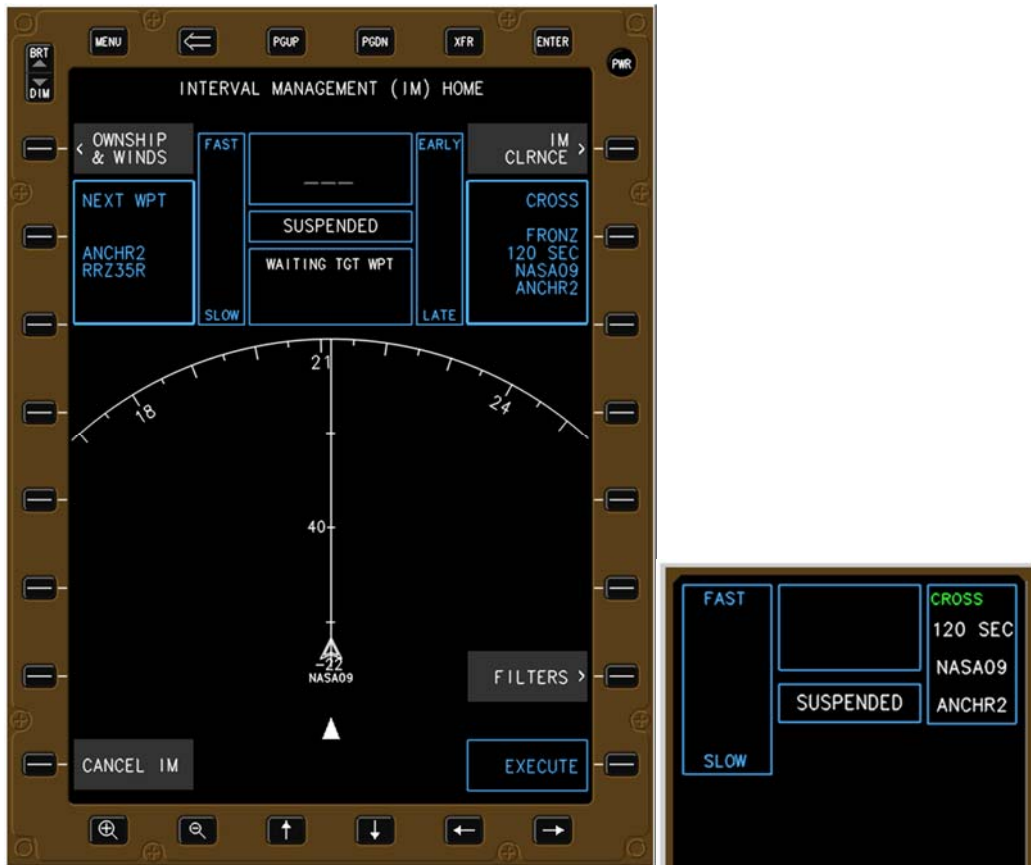 MENU
PGUP
PGDN
XFR
ENTER
BRT
DIM
PWR
INTERVAL MANAGEMENT (IM) HOME
< OWNSHIP
& WINDS
FAST
SLOW
---
SUSPENDED
WAITING TGT WPT
EARLY
LATE
IM >
CLRNCE
NEXT WPT
ANCHR2
RRZ35R
CROSS
FRONZ
120 SEC
NASA09
ANCHR2
18
21
24
40
-22
NASA09
FILTERS >
CANCEL IM
EXECUTE
FAST
SLOW
SUSPENDED
CROSS
120 SEC
NASA09
ANCHR2